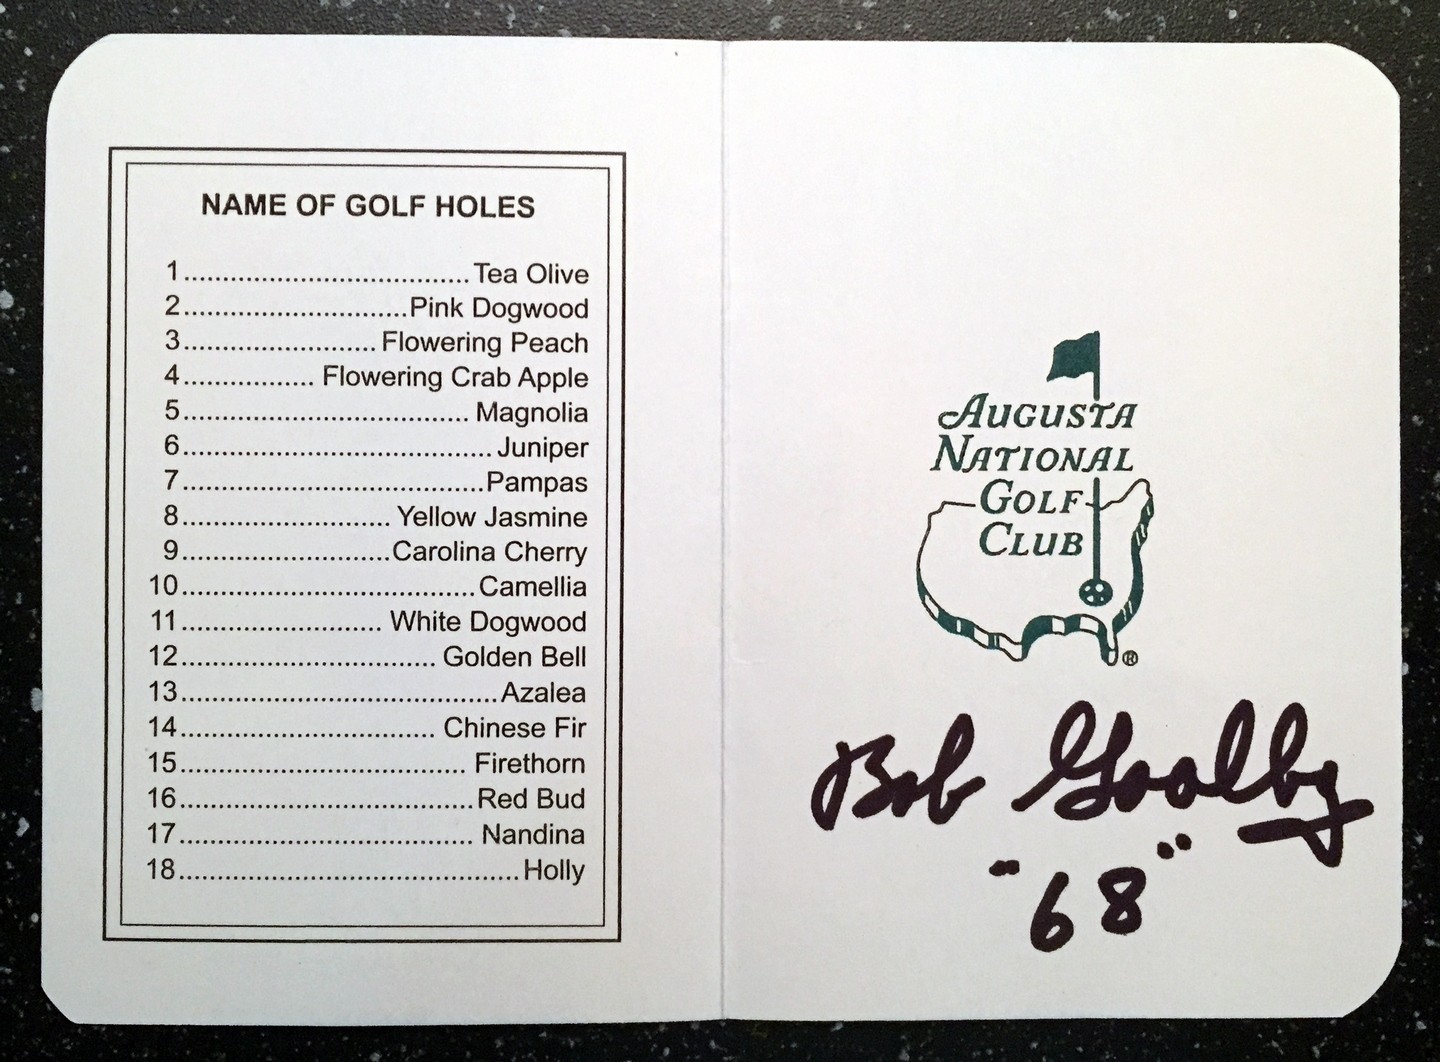 NAME OF GOLF HOLES
1..................................... Tea Olive
2.............................Pink Dogwood
3......................... Flowering Peach
4................. Flowering Crab Apple
5..................................... Magnolia
6........................................ Juniper
7.......................................Pampas
8........................... Yellow Jasmine
9...........................Carolina Cherry
10......................................Camellia
11.......................... White Dogwood
12................................. Golden Bell
13.........................................Azalea
14................................. Chinese Fir
15..................................... Firethorn
16......................................Red Bud
17...................................... Nandina
18............................................Holly
AUGUSTA
NATIONAL
GOLF
CLUB
®
Bob Goalby
"68"